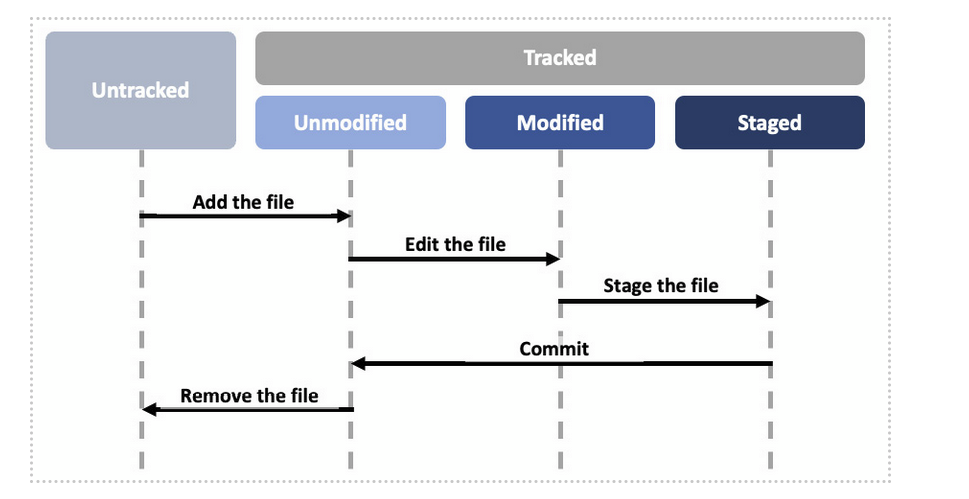 Untracked
Tracked
Unmodified
Modified
Staged
Add the file
Edit the file
Stage the file
Commit
Remove the file